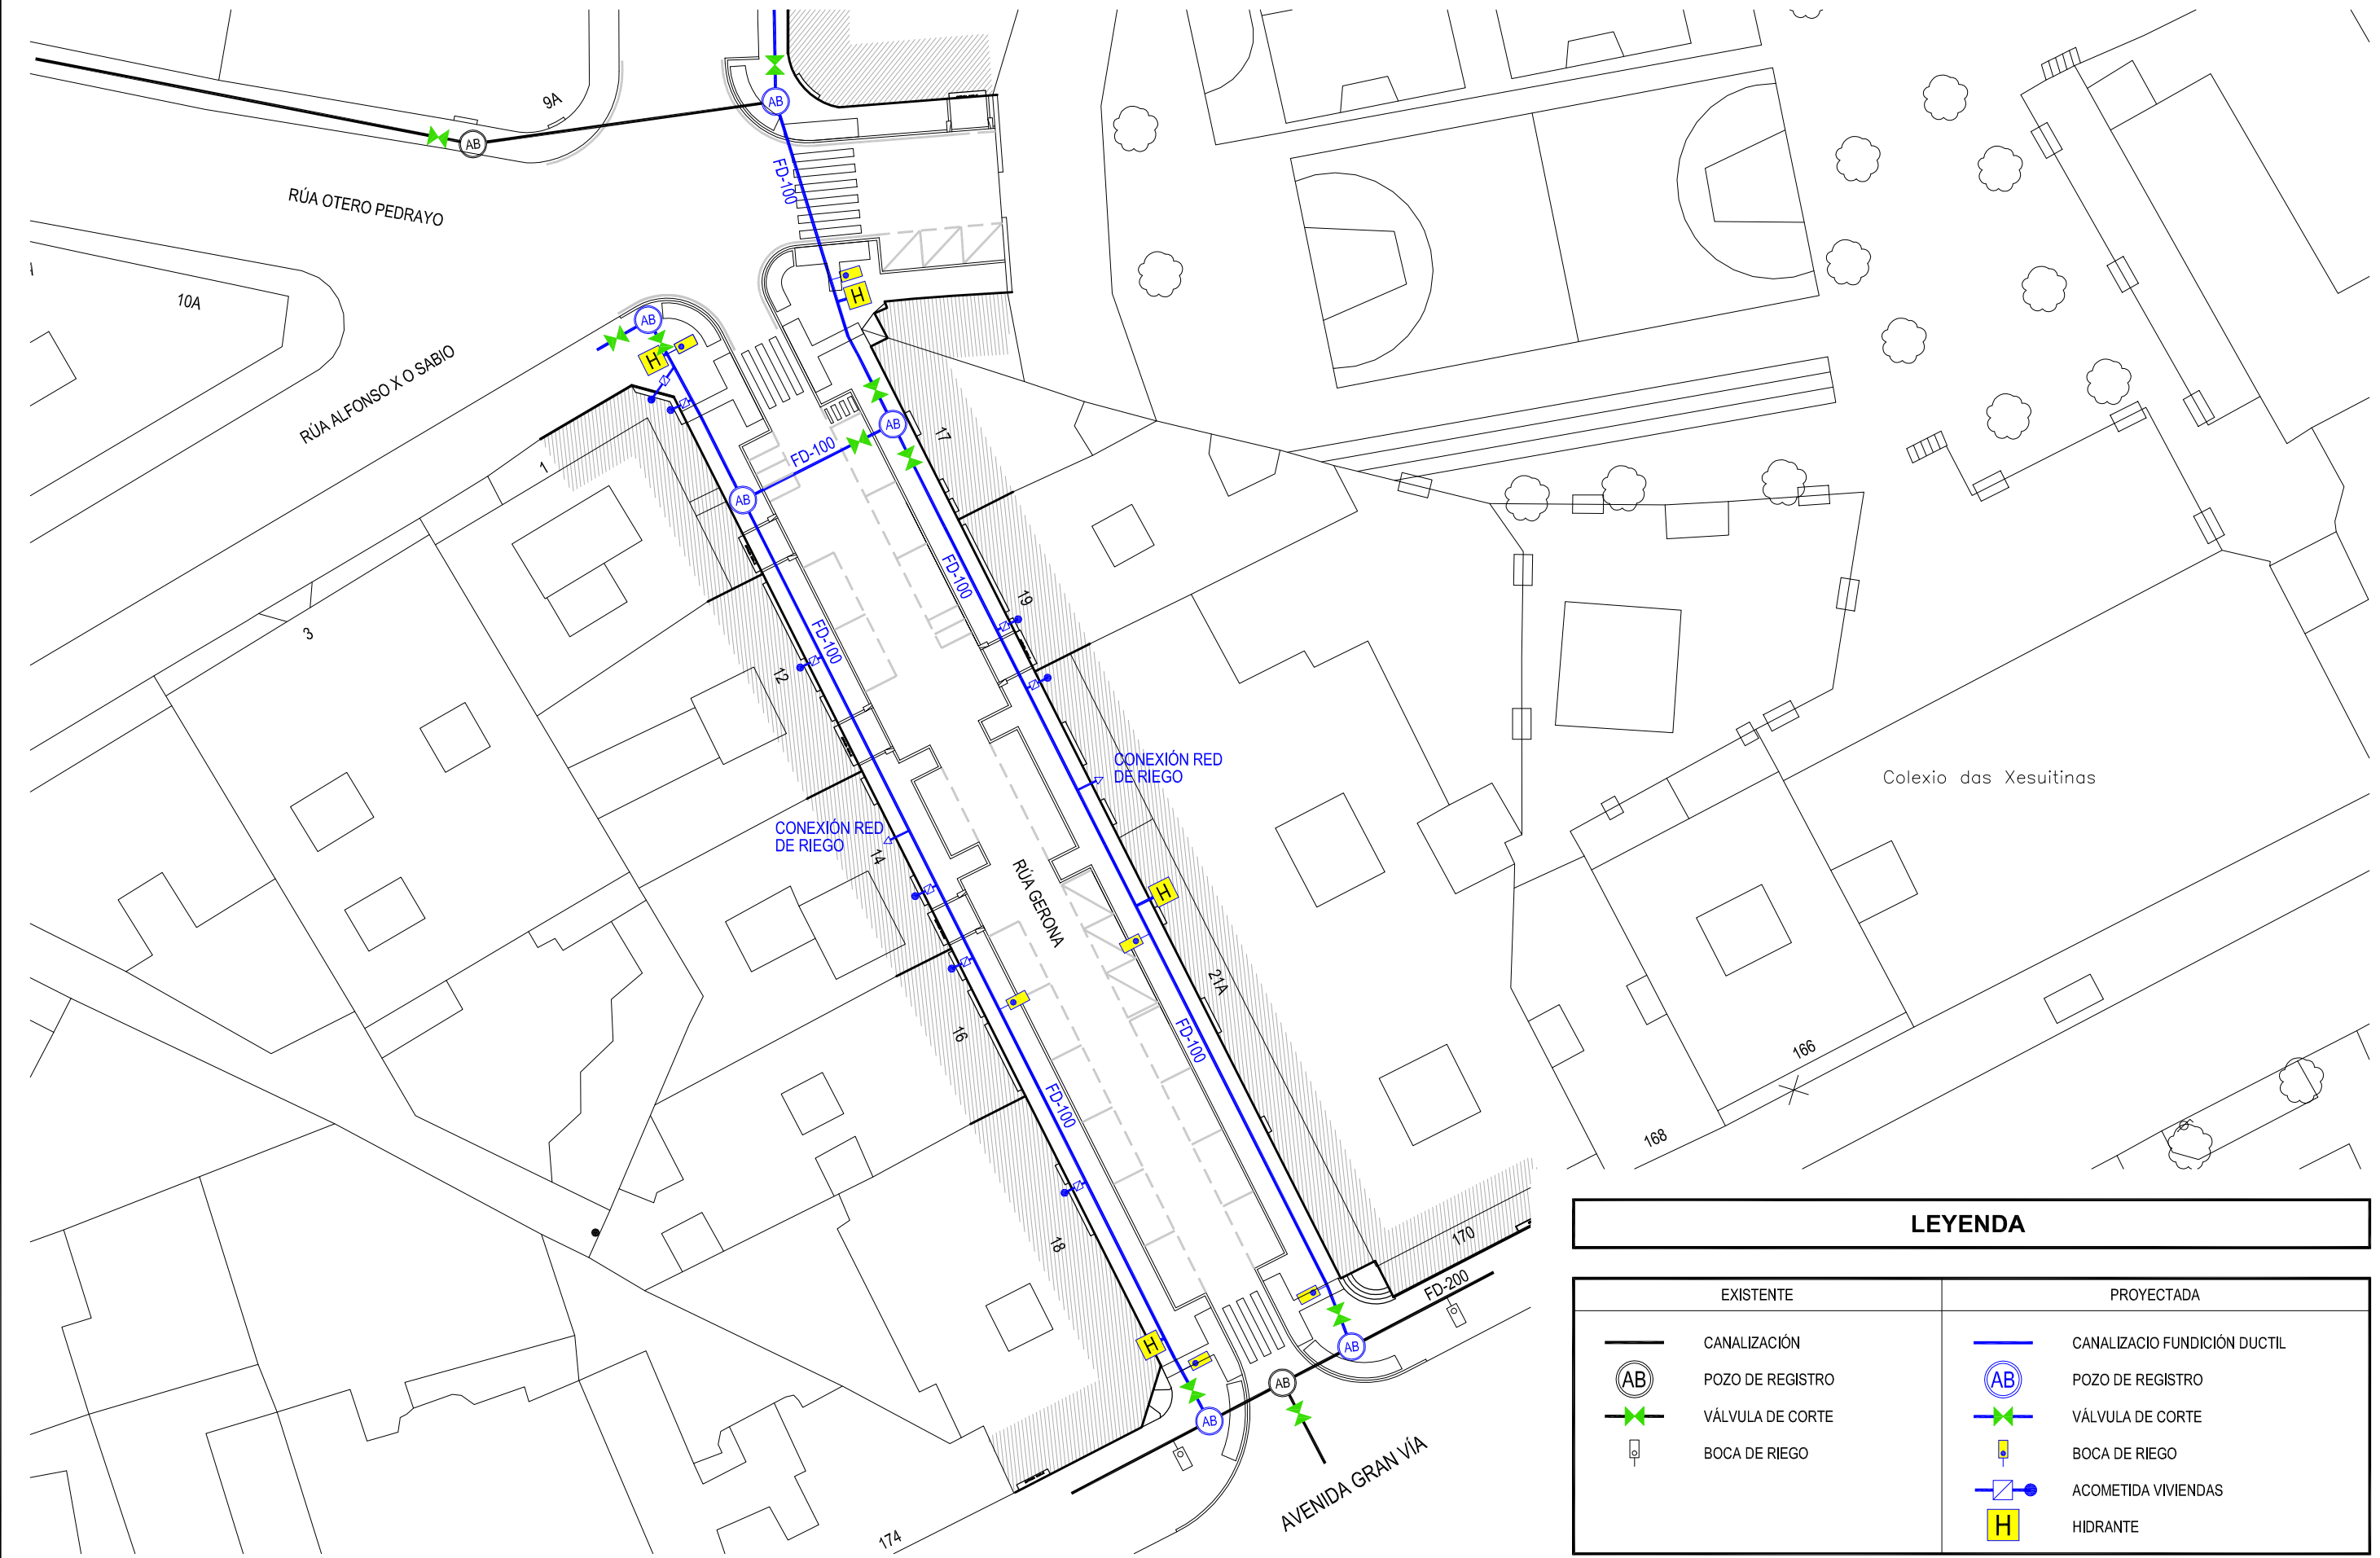 9A
AB
AB
FD-100
RÚA OTERO PEDRAYO
10A
H
AB
H
RÚA ALFONSO X O SABIO
AB
17
FD-100
1
AB
3
FD-100
19
FD-100
12
CONEXIÓN RED
DE RIEGO
Colexio das Xesuitinas
CONEXIÓN RED
DE RIEGO
14
RÚA GERONA
H
21A
16
FD-100
166
FD-100
168
18
170
FD-200
H
AB
AB
AB
AVENIDA GRAN VÍA
174
LEYENDA
EXISTENTE
PROYECTADA
CANALIZACIÓN
CANALIZACIO FUNDICIÓN DUCTIL
AB
POZO DE REGISTRO
AB
POZO DE REGISTRO
VÁLVULA DE CORTE
VÁLVULA DE CORTE
BOCA DE RIEGO
BOCA DE RIEGO
ACOMETIDA VIVIENDAS
H
HIDRANTE